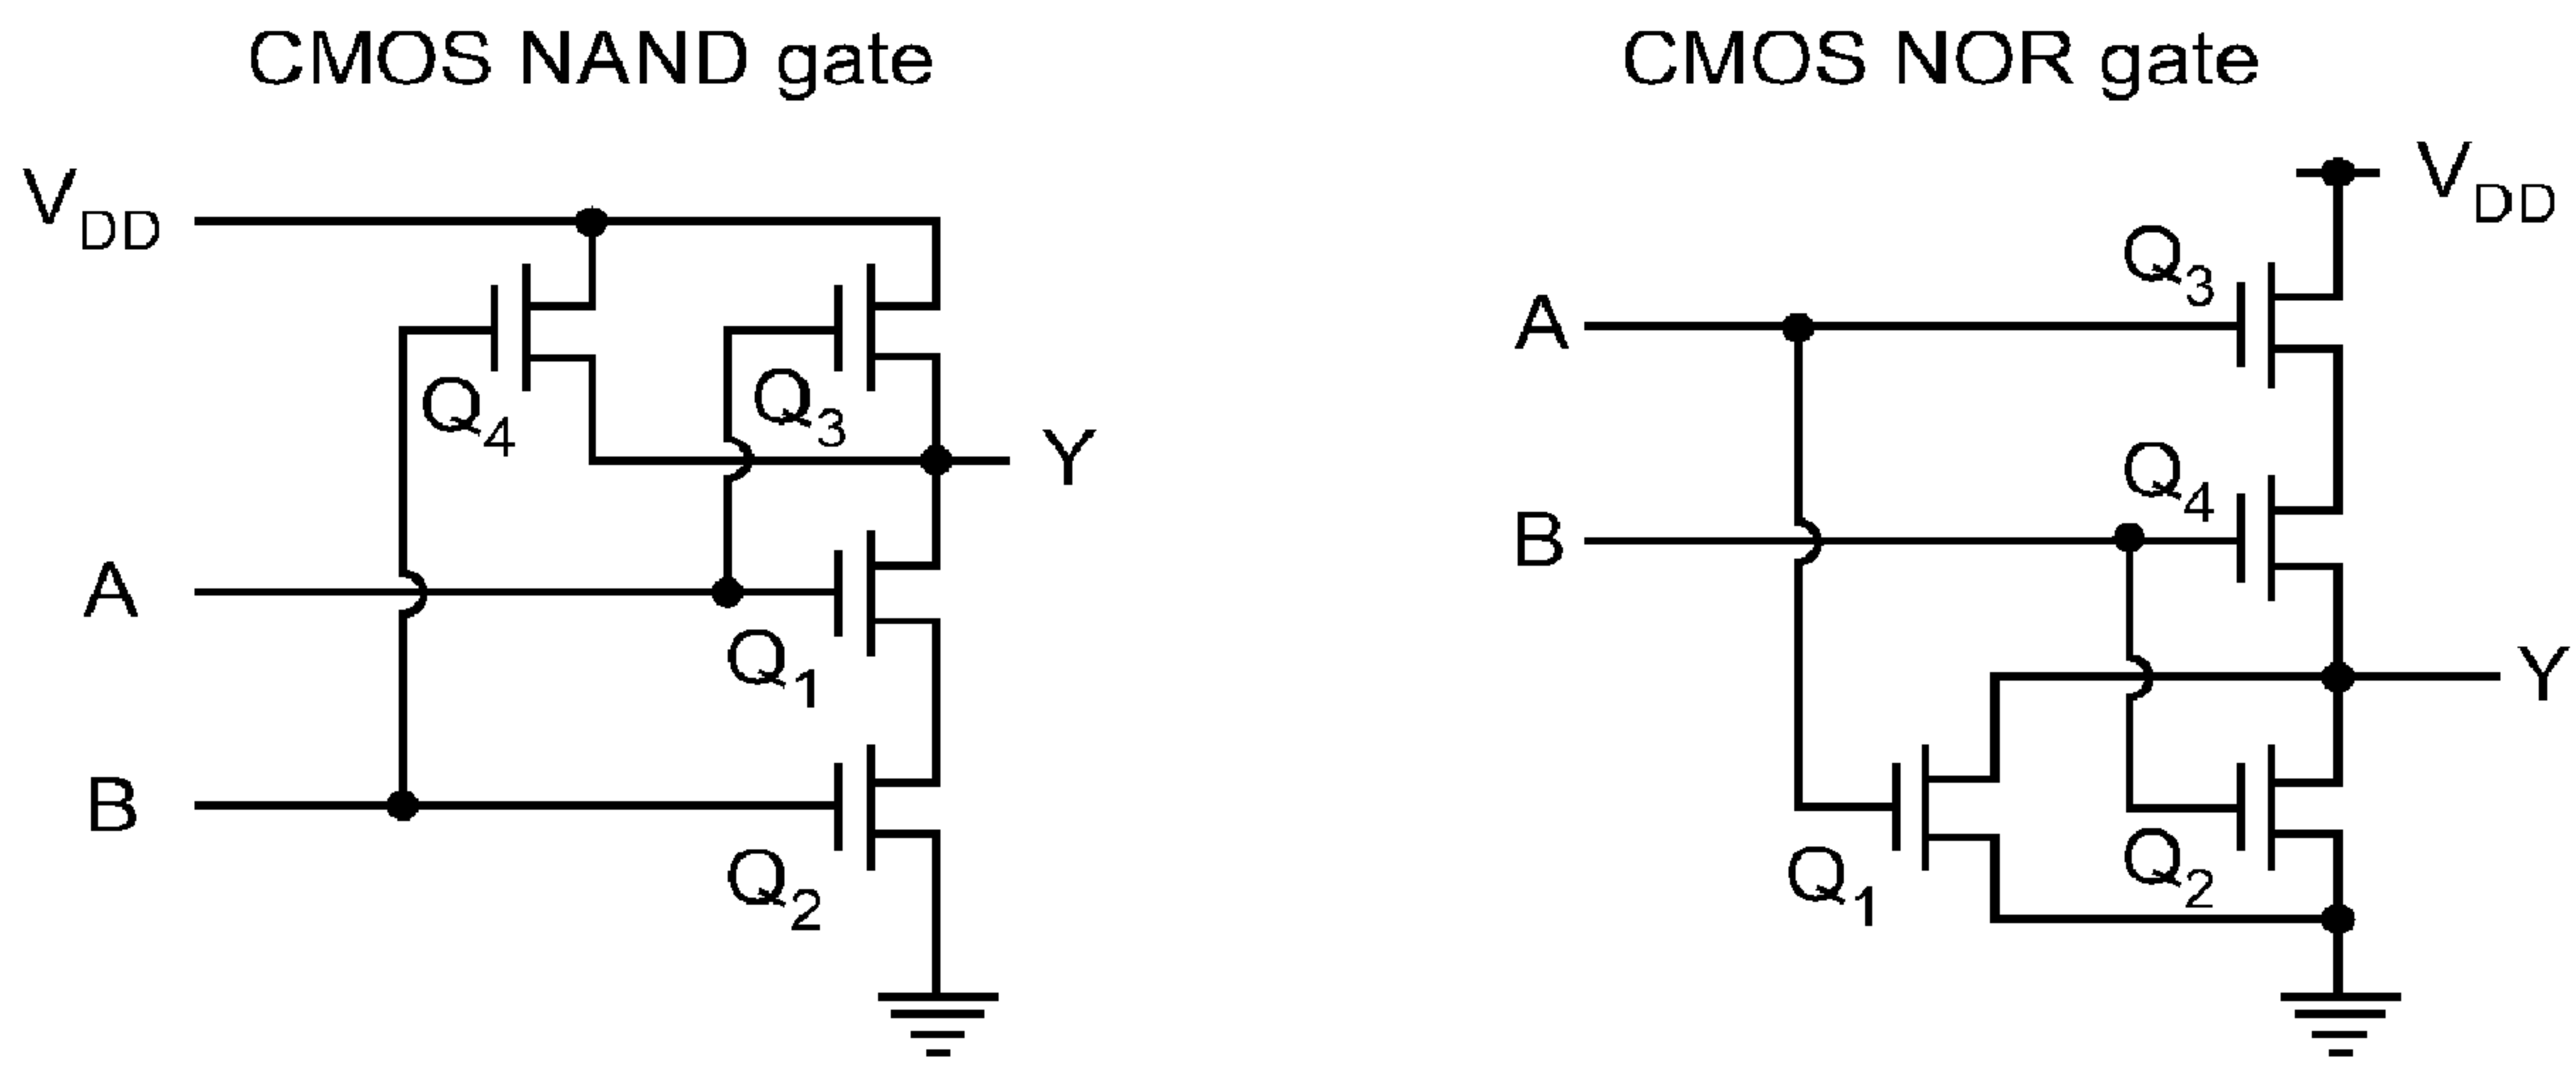 CMOS NAND gate
VDD
Q4
Q3
Y
A
Q1
B
Q2
CMOS NOR gate
VDD
Q3
A
Q4
B
Y
Q1
Q2